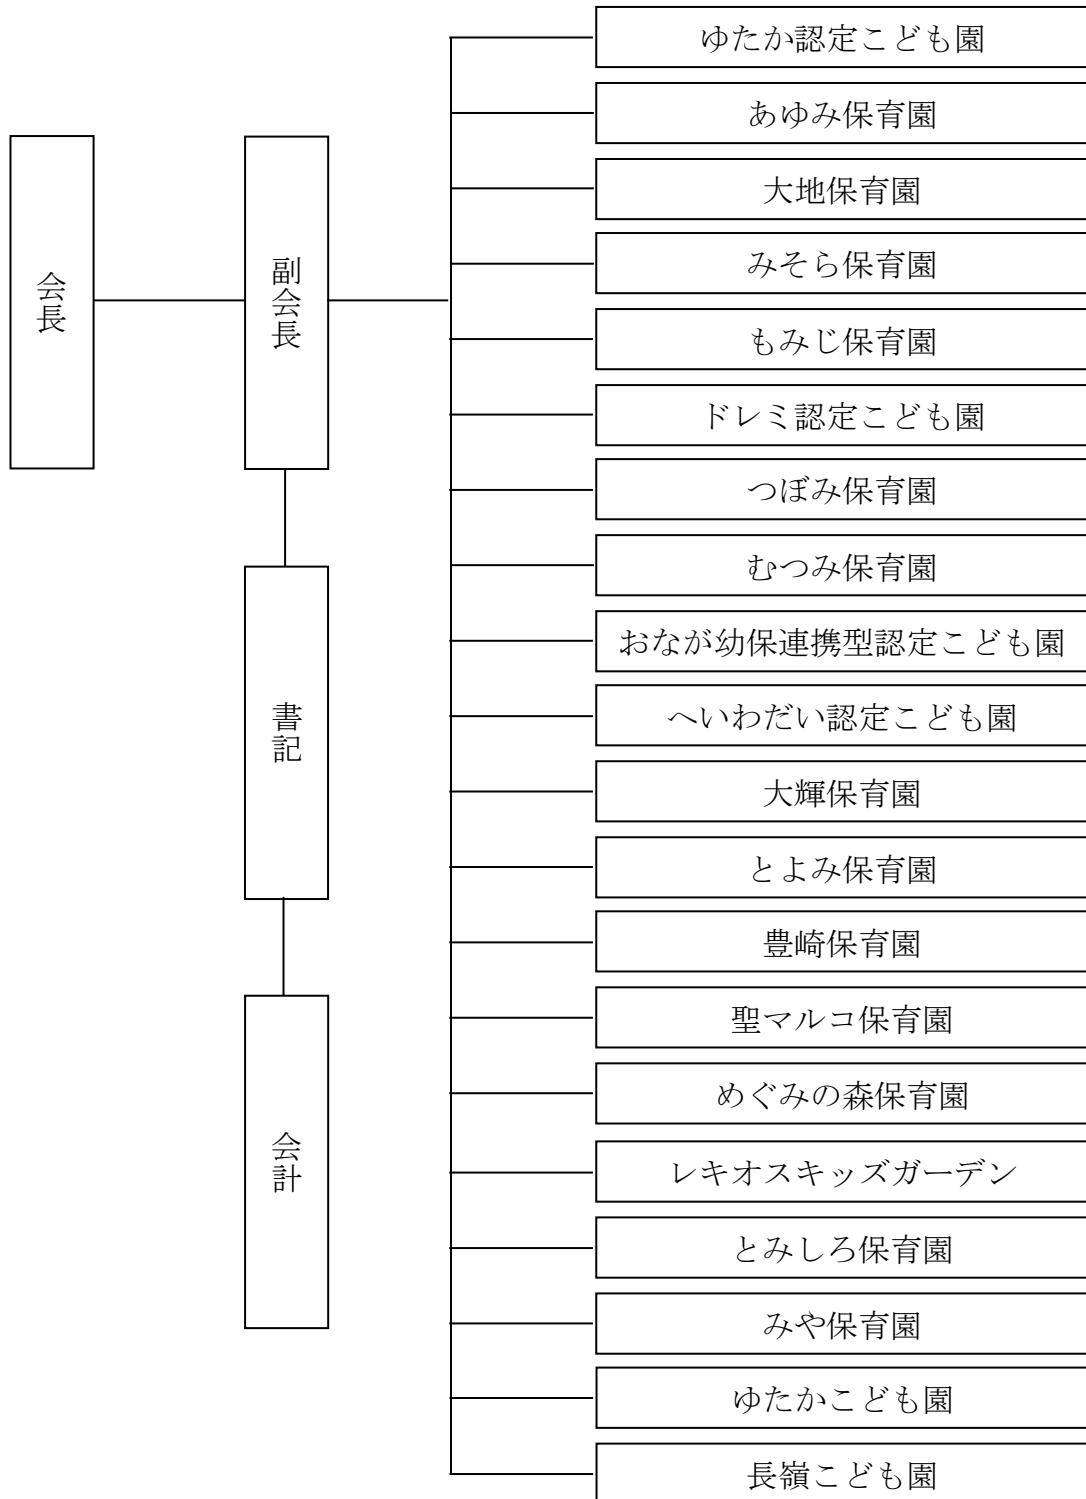 会長
副会長
書記
会計
ゆたか認定こども園
あゆみ保育園
大地保育園
みそら保育園
もみじ保育園
ドレミ認定こども園
つぼみ保育園
むつみ保育園
おなが幼保連携型認定こども園
へいわだい認定こども園
大輝保育園
とよみ保育園
豊崎保育園
聖マルコ保育園
めぐみの森保育園
レキオスキッズガーデン
とみしろ保育園
みや保育園
ゆたかこども園
長嶺こども園